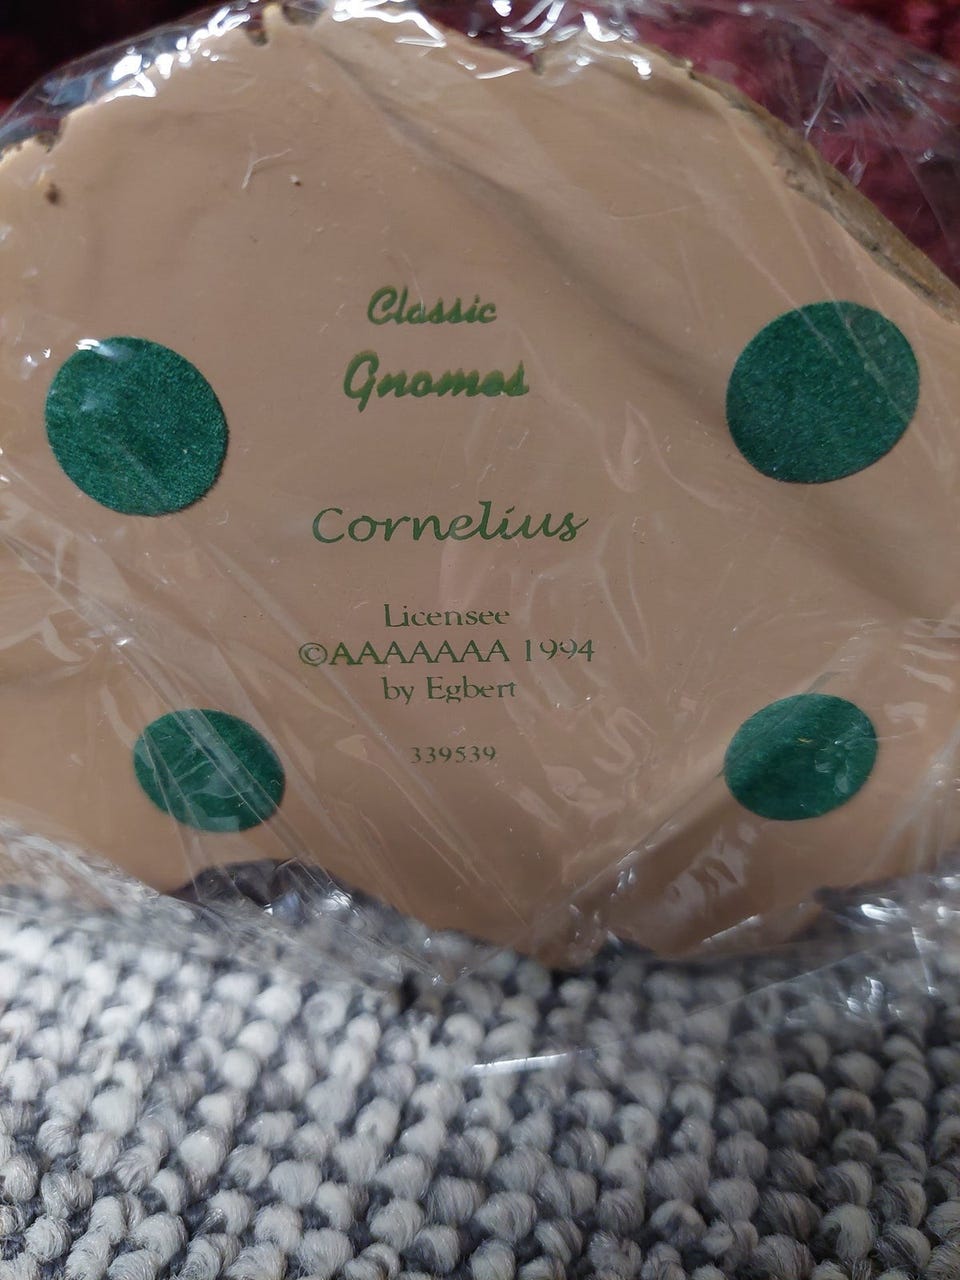 Classic
Gnomes
Cornelius
Licensee
©AAAAAAA 1994
by Egbert
339539